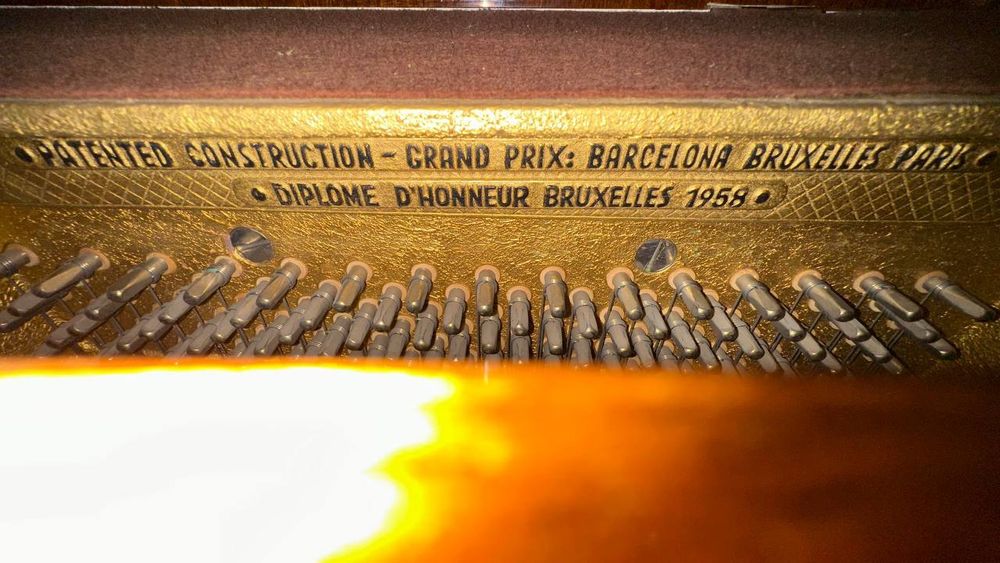 PATENTED CONSTRUCTION - GRAND PRIX: BARCELONA BRUXELLES PARIS
DIPLOME D'HONNEUR BRUXELLES 1958